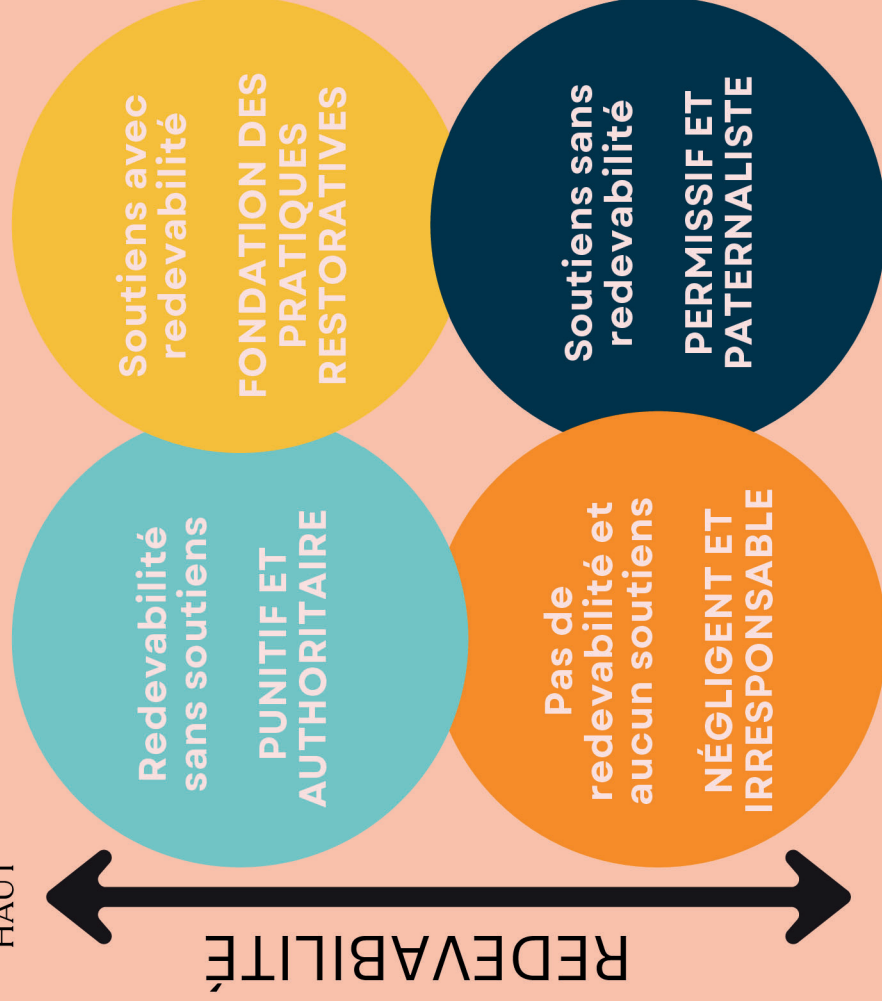 HAUT
REDEVABILITÉ
Redevabilité
sans soutiens
PUNITIF ET
AUTHORITAIRE
Soutiens avec
redevabilité
FONDATION DES
PRATIQUES
RESTORATIVES
Pas de
redevabilité et
aucun soutiens
NÉGLIGENT ET
IRRESPONSABLE
Soutiens sans
redevabilité
PERMISSIF ET
PATERNALISTE